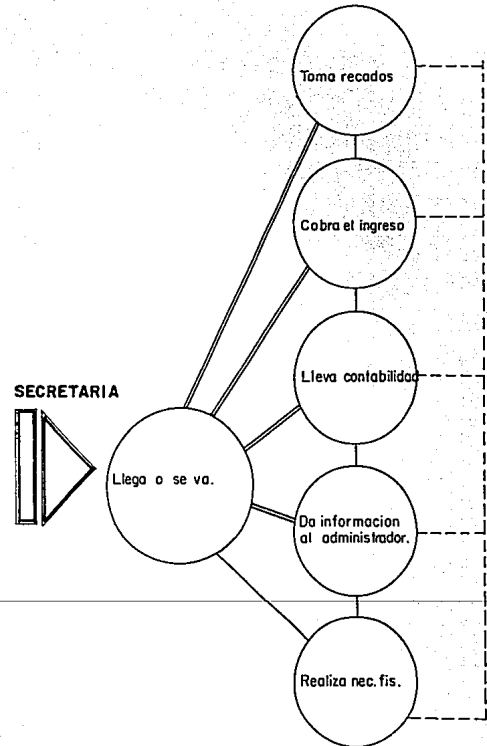 Toma recados
Cobra el ingreso
Lleva contabilidad
SECRETARIA
Llega o se va.
Da informacion
al administrador.
Realiza nec. fis.